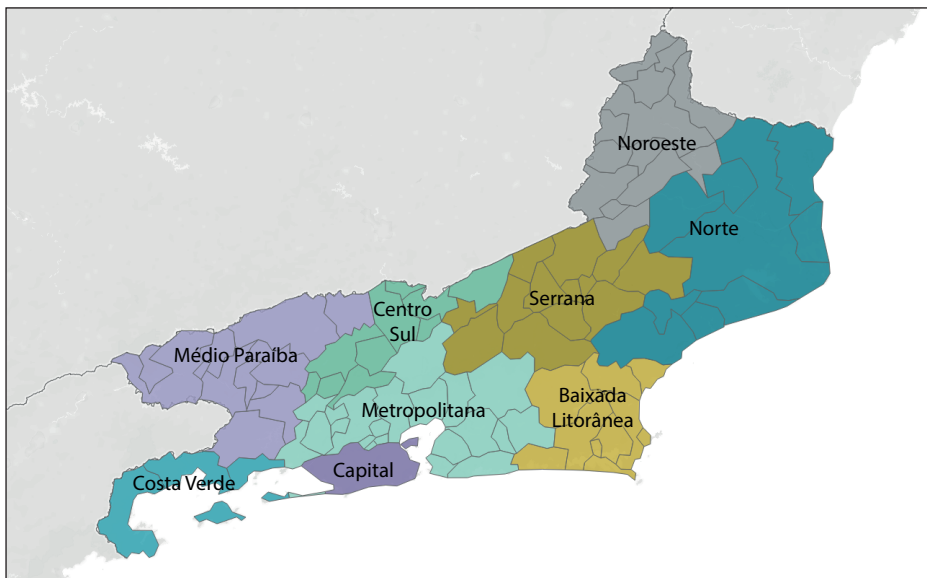 Noroeste
Norte
Serrana
Centro
Sul
Médio Paraíba
Baixada
Litorânea
Metropolitana
Capital
Costa Verde